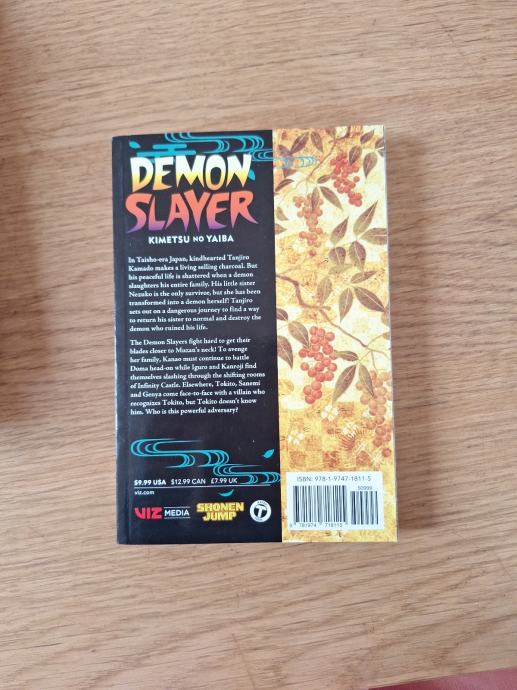 DEMON
SLAYER
KIMETSU NO YAIBA
In Taisho-era Japan, kindhearted Tanjiro
Kamado makes a living selling charcoal. But
his peaceful life is shattered when a demon
slaughters his entire family. His little sister
Nezuko is the only survivor, but she has been
transformed into a demon herself! Tanjiro
sets out on a dangerous journey to find a way
to return his sister to normal and destroy the
demon who ruined his life.
The Demon Slayers fight hard to get their
blades closer to Muzan's neck! To avenge
her family, Kanao must continue to battle
Doma head-on while Iguro and Kanroji find
themselves slashing through the shifting rooms
of Infinity Castle. Elsewhere, Tokito, Sanemi
and Genya come face-to-face with a villain who
recognizes Tokito, but Tokito doesn't know
him. Who is this powerful adversary?
$9.99 USA $12.99 CAN £7.99 UK
viz.com
VIZ MEDIA
SHONEN
JUMP
T
ISBN: 978-1-9747-1811-5
50999
9 781974 718115